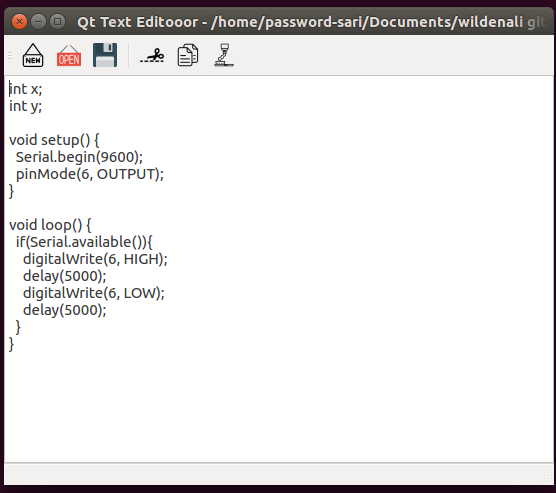 Qt Text Editooor - /home/password-sari/Documents/wildenali git
NEW
OPEN
int x;
int y;

void setup() {
  Serial.begin(9600);
  pinMode(6, OUTPUT);
}

void loop() {
  if(Serial.available()){
    digitalWrite(6, HIGH);
    delay(5000);
    digitalWrite(6, LOW);
    delay(5000);
  }
}